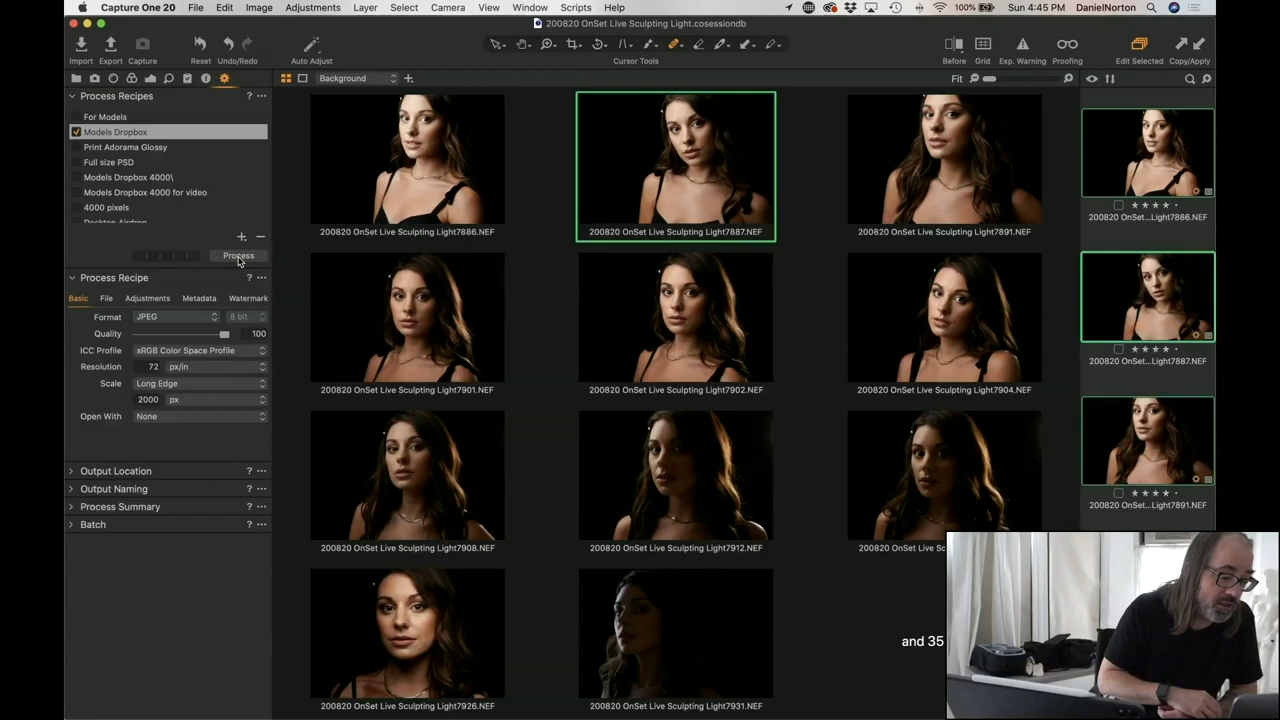 Capture One 20 File Edit View Image Adjustments Layer Select Camera Scripts Window Help 100% Sun 4:45 PM DanielNorton
200820 OnSet Live Sculpting Light.cosessiondb
Import Export Capture Reset Undo/Redo Auto Adjust Cursor Tools Before Grid Exp. Warning Proofing Edit Selected Copy/Apply
Background Fit
Process Recipes ? ...
For Models
Models Dropbox
Print Adorama Glossy
Full size PSD
Models Dropbox 4000\
Models Dropbox 4000 for video
4000 pixels
Desktop Airdrop
Process
Process Recipe ? ...
Basic File Adjustments Metadata Watermark
Format JPEG 8 bit
Quality 100
ICC Profile sRGB Color Space Profile
Resolution 72 px/in
Scale Long Edge
2000 px
Open With None
Output Location ? ...
Output Naming ? ...
Process Summary ? ...
Batch ? ...
200820 OnSet Live Sculpting Light7886.NEF
200820 OnSet Live Sculpting Light7887.NEF
200820 OnSet Live Sculpting Light7891.NEF
200820 OnSet Live Sculpting Light7901.NEF
200820 OnSet Live Sculpting Light7902.NEF
200820 OnSet Live Sculpting Light7904.NEF
200820 OnSet Live Sculpting Light7908.NEF
200820 OnSet Live Sculpting Light7912.NEF
200820 OnSet Live Sculpting Li
200820 OnSet Live Sculpting Light7926.NEF
200820 OnSet Live Sculpting Light7931.NEF
200820 OnSet...Light7886.NEF
200820 OnSet...Light7887.NEF
200820 OnSet...Light7891.NEF
and 35